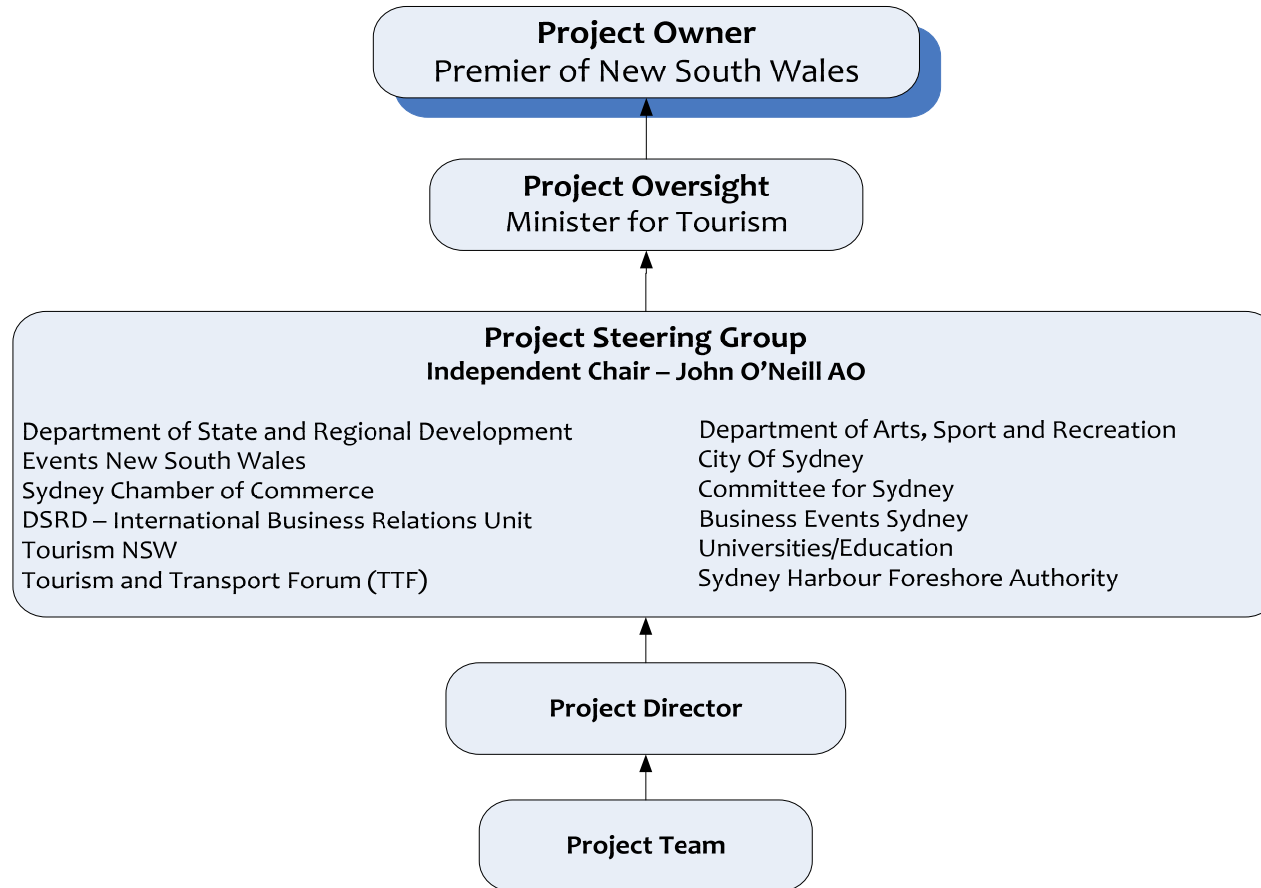 Project Owner
Premier of New South Wales
Project Oversight
Minister for Tourism
Project Steering Group
Independent Chair – John O’Neill AO
Department of State and Regional Development
Events New South Wales
Sydney Chamber of Commerce
DSRD – International Business Relations Unit
Tourism NSW
Tourism and Transport Forum (TTF)
Department of Arts, Sport and Recreation
City Of Sydney
Committee for Sydney
Business Events Sydney
Universities/Education
Sydney Harbour Foreshore Authority
Project Director
Project Team